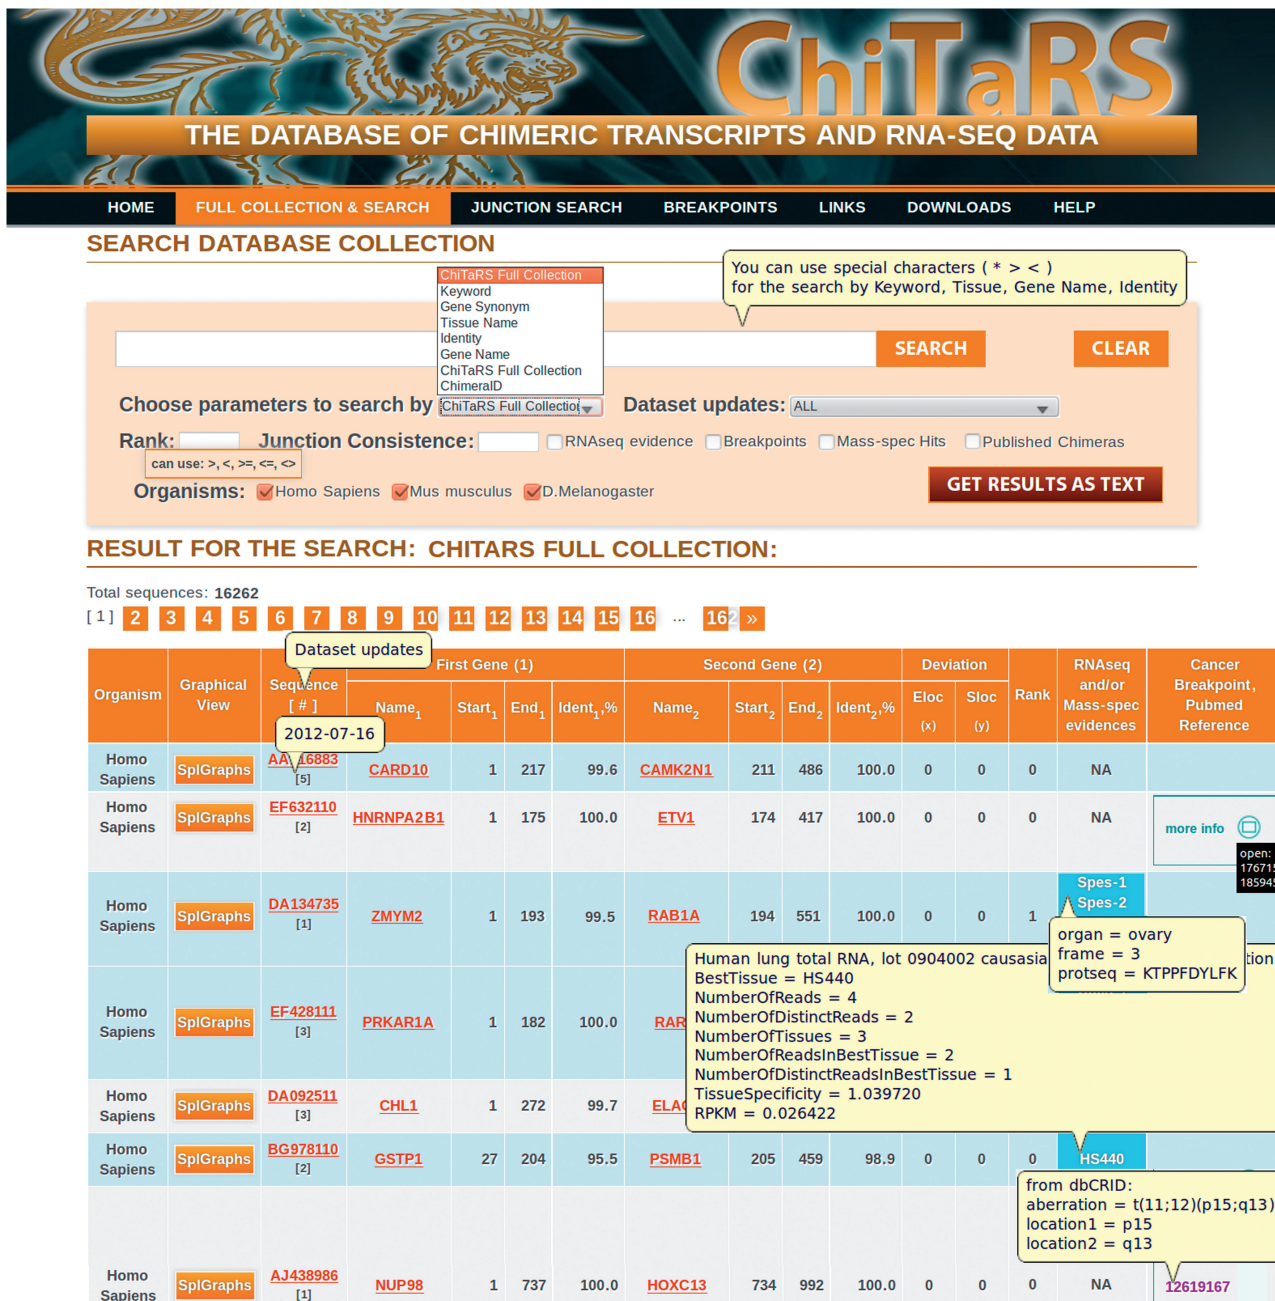 ChiTaRS
THE DATABASE OF CHIMERIC TRANSCRIPTS AND RNA-SEQ DATA
HOME FULL COLLECTION & SEARCH JUNCTION SEARCH BREAKPOINTS LINKS DOWNLOADS HELP
SEARCH DATABASE COLLECTION
You can use special characters ( * > < )
for the search by Keyword, Tissue, Gene Name, Identity
ChiTaRS Full Collection
Keyword
Gene Synonym
Tissue Name
Identity
Gene Name
ChiTaRS Full Collection
ChimeraID
SEARCH CLEAR
Choose parameters to search by ChiTaRS Full Collection Dataset updates: ALL
Rank: Junction Consistence: RNAseq evidence Breakpoints Mass-spec Hits Published Chimeras
can use: >, <, >=, <=, <>
Organisms: Homo Sapiens Mus musculus D.Melanogaster
GET RESULTS AS TEXT
RESULT FOR THE SEARCH: CHITARS FULL COLLECTION:
Total sequences: 16262
[ 1 ] 2 3 4 5 6 7 8 9 10 11 12 13 14 15 16 ... 162 »
Dataset updates
Organism Graphical View Sequence [ # ] First Gene (1) Second Gene (2) Deviation Rank RNAseq and/or Mass-spec evidences Cancer Breakpoint, Pubmed Reference
Name1 Start1 End1 Ident1,% Name2 Start2 End2 Ident2,% Eloc (x) Sloc (y)
2012-07-16
Homo Sapiens SplGraphs 16883 [5] CARD10 1 217 99.6 CAMK2N1 211 486 100.0 0 0 0 NA
Homo Sapiens SplGraphs EF632110 [2] HNRNPA2B1 1 175 100.0 ETV1 174 417 100.0 0 0 0 NA more info
open:
17671
18594
Homo Sapiens SplGraphs DA134735 [1] ZMYM2 1 193 99.5 RAB1A 194 551 100.0 0 0 1 Spes-1 Spes-2
organ = ovary
frame = 3
protseq = KTPPFDYLFK
Human lung total RNA, lot 0904002 causasia tion
BestTissue = HS440
NumberOfReads = 4
NumberOfDistinctReads = 2
NumberOfTissues = 3
NumberOfReadsInBestTissue = 2
NumberOfDistinctReadsInBestTissue = 1
TissueSpecificity = 1.039720
RPKM = 0.026422
Homo Sapiens SplGraphs EF428111 [3] PRKAR1A 1 182 100.0 RAR
Homo Sapiens SplGraphs DA092511 [3] CHL1 1 272 99.7 ELA
Homo Sapiens SplGraphs BG978110 [2] GSTP1 27 204 95.5 PSMB1 205 459 98.9 0 0 0 HS440
from dbCRID:
aberration = t(11;12)(p15;q13)
location1 = p15
location2 = q13
Homo Sapiens SplGraphs AJ438986 [1] NUP98 1 737 100.0 HOXC13 734 992 100.0 0 0 0 NA 12619167